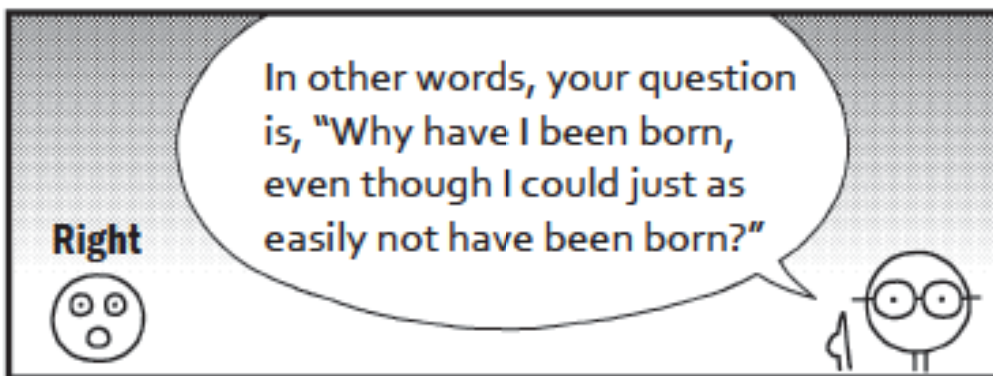 In other words, your question
is, “Why have I been born,
even though I could just as
easily not have been born?”
Right